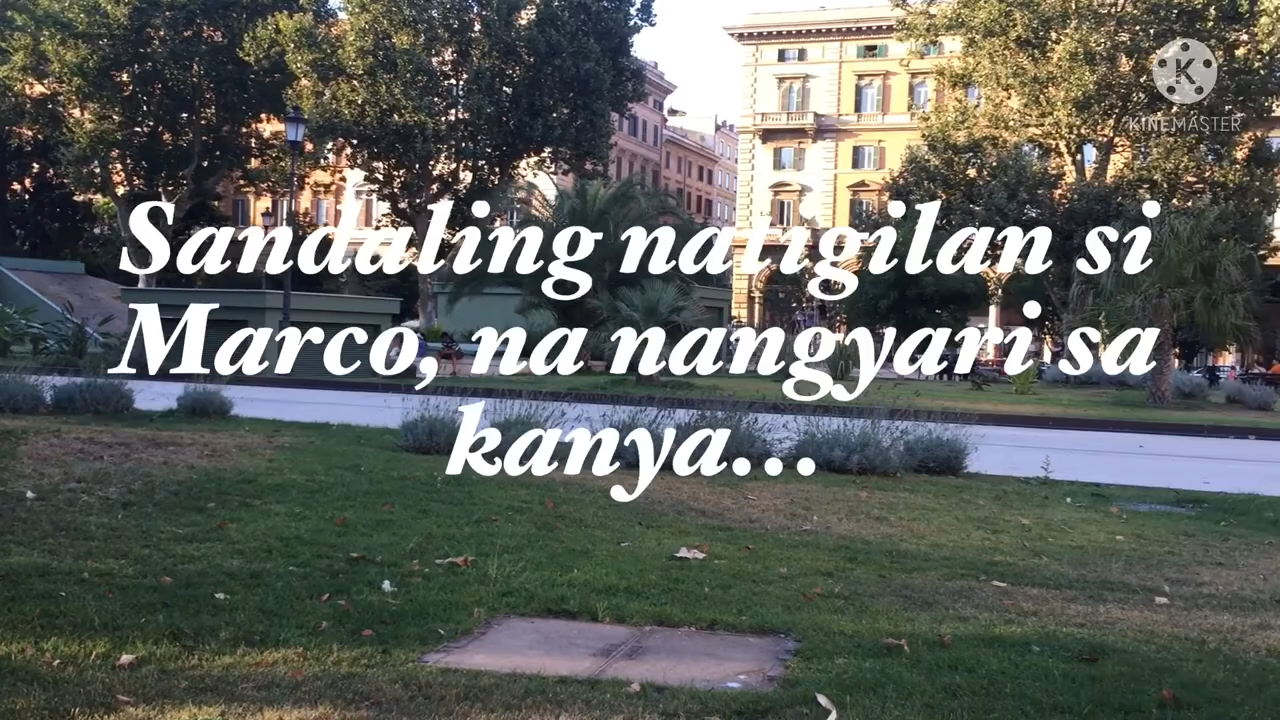 K
KINEMASTER
Sandaling natigilan si
Marco, na nangyari sa
kanya...